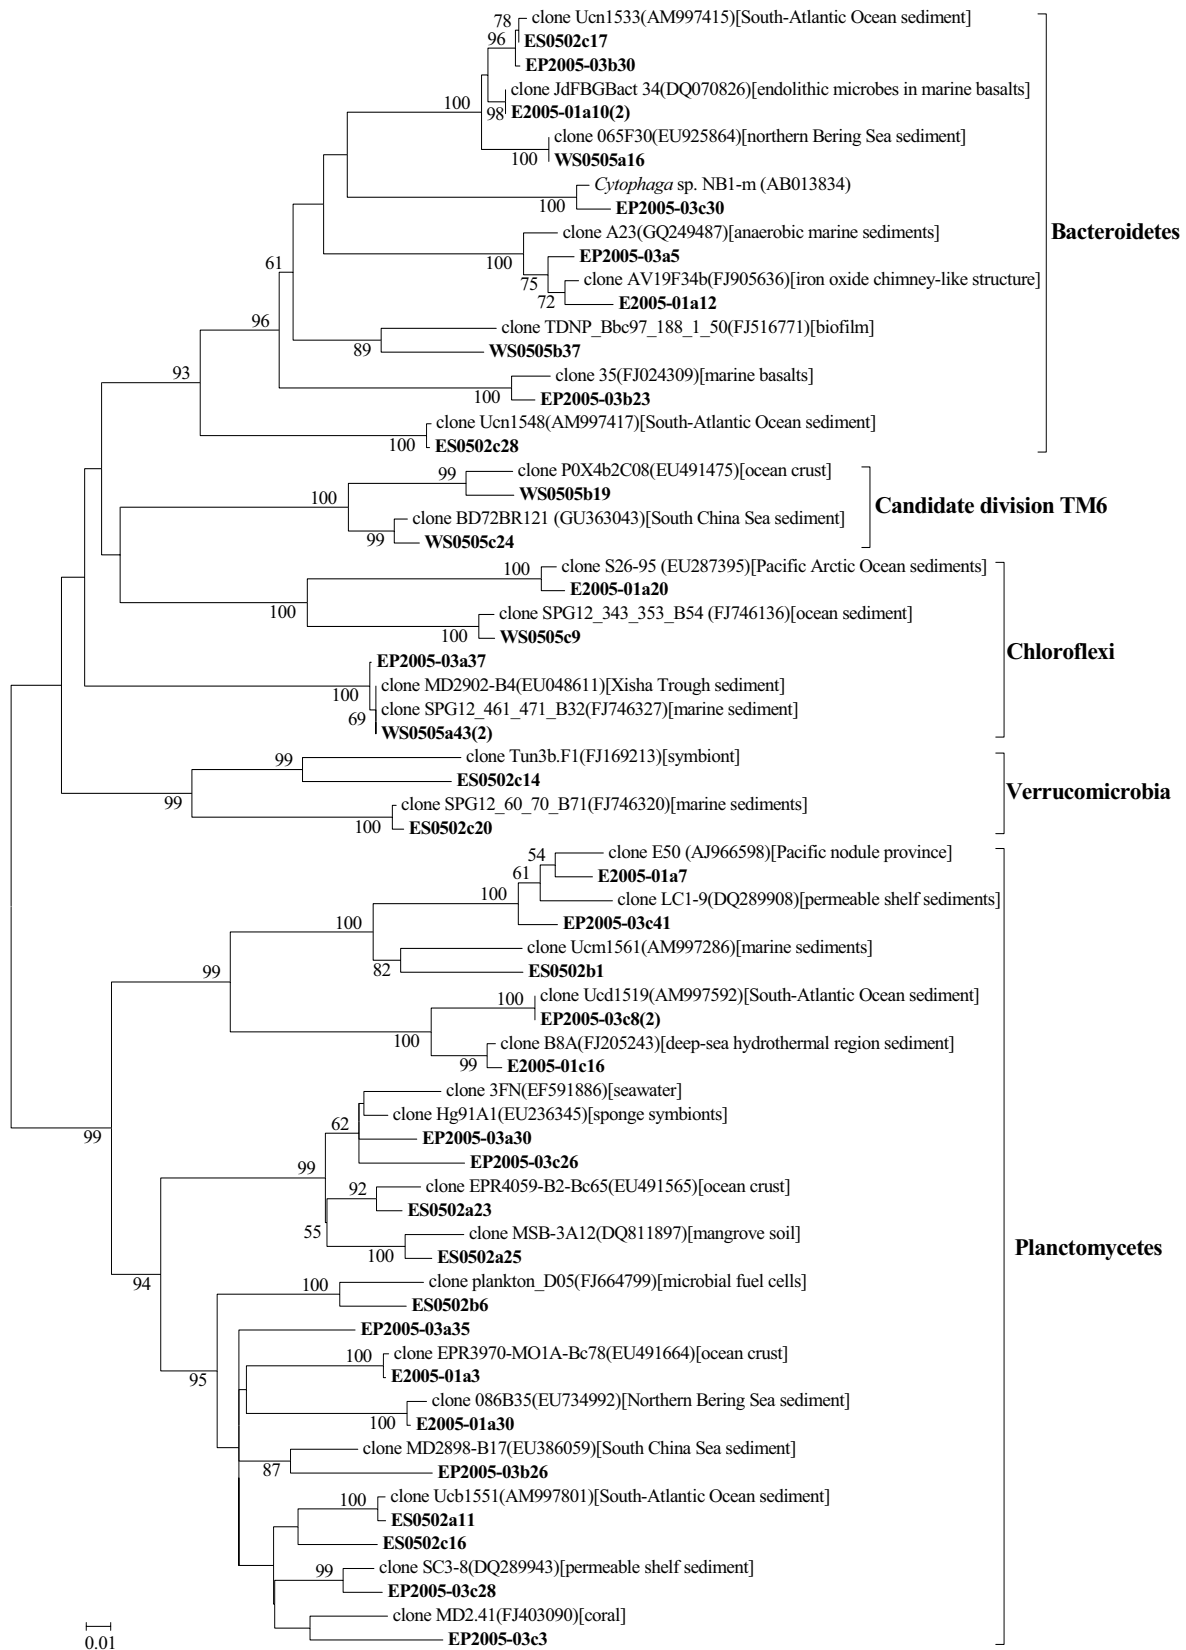 78
clone Ucn1533(AM997415)[South-Atlantic Ocean sediment]
96
ES0502c17
EP2005-03b30
clone JdFBGBact 34(DQ070826)[endolithic microbes in marine basalts]
100
98
E2005-01a10(2)
clone 065F30(EU925864)[northern Bering Sea sediment]
100
WS0505a16
Cytophaga sp. NB1-m (AB013834)
100
EP2005-03c30
Bacteroidetes
clone A23(GQ249487)[anaerobic marine sediments]
100
EP2005-03a5
61
75
clone AV19F34b(FJ905636)[iron oxide chimney-like structure]
72
E2005-01a12
96
clone TDNP_Bbc97_188_1_50(FJ516771)[biofilm]
89
WS0505b37
93
clone 35(FJ024309)[marine basalts]
100
EP2005-03b23
clone Ucn1548(AM997417)[South-Atlantic Ocean sediment]
100
ES0502c28
99
clone P0X4b2C08(EU491475)[ocean crust]
100
WS0505b19
Candidate division TM6
clone BD72BR121 (GU363043)[South China Sea sediment]
99
WS0505c24
100
clone S26-95 (EU287395)[Pacific Arctic Ocean sediments]
100
E2005-01a20
clone SPG12_343_353_B54 (FJ746136)[ocean sediment]
100
WS0505c9
Chloroflexi
EP2005-03a37
100
clone MD2902-B4(EU048611)[Xisha Trough sediment]
69
clone SPG12_461_471_B32(FJ746327)[marine sediment]
WS0505a43(2)
99
clone Tun3b.F1(FJ169213)[symbiont]
ES0502c14
Verrucomicrobia
99
clone SPG12_60_70_B71(FJ746320)[marine sediments]
100
ES0502c20
54
clone E50 (AJ966598)[Pacific nodule province]
61
E2005-01a7
100
clone LC1-9(DQ289908)[permeable shelf sediments]
100
EP2005-03c41
clone Ucm1561(AM997286)[marine sediments]
99
82
ES0502b1
100
clone Ucd1519(AM997592)[South-Atlantic Ocean sediment]
EP2005-03c8(2)
100
clone B8A(FJ205243)[deep-sea hydrothermal region sediment]
99
E2005-01c16
clone 3FN(EF591886)[seawater]
clone Hg91A1(EU236345)[sponge symbionts]
99
62
EP2005-03a30
99
EP2005-03c26
92
clone EPR4059-B2-Bc65(EU491565)[ocean crust]
ES0502a23
55
clone MSB-3A12(DQ811897)[mangrove soil]
Planctomycetes
100
ES0502a25
94
100
clone plankton_D05(FJ664799)[microbial fuel cells]
ES0502b6
EP2005-03a35
100
clone EPR3970-MO1A-Bc78(EU491664)[ocean crust]
95
E2005-01a3
clone 086B35(EU734992)[Northern Bering Sea sediment]
100
E2005-01a30
clone MD2898-B17(EU386059)[South China Sea sediment]
87
EP2005-03b26
100
clone Ucb1551(AM997801)[South-Atlantic Ocean sediment]
ES0502a11
ES0502c16
99
clone SC3-8(DQ289943)[permeable shelf sediment]
EP2005-03c28
clone MD2.41(FJ403090)[coral]
EP2005-03c3
0.01